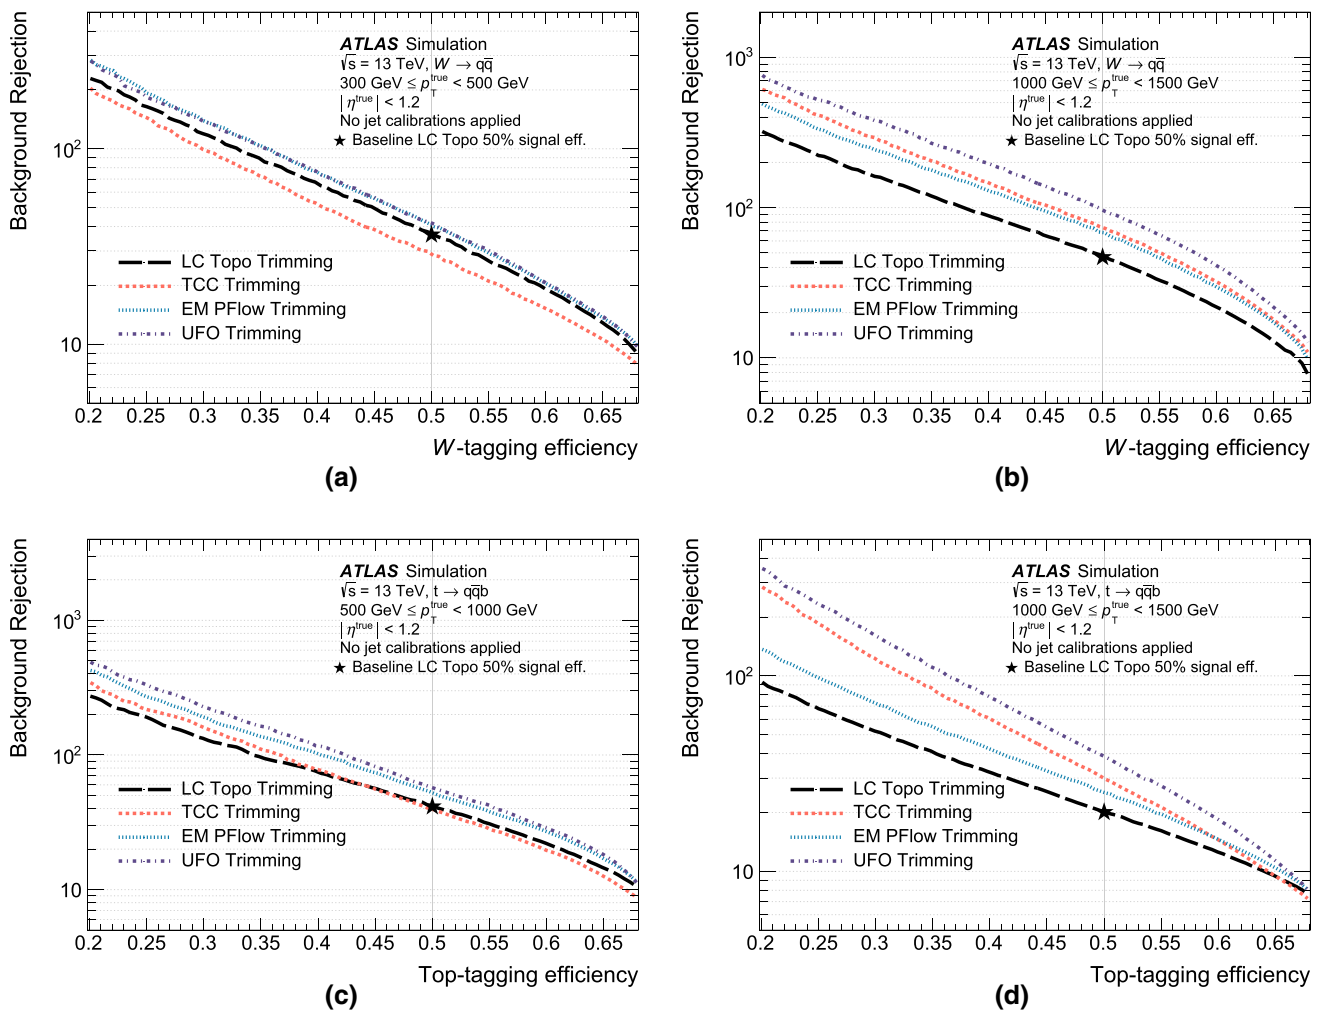 Background Rejection
ATLAS Simulation
√s = 13 TeV, W → qq̅
300 GeV ≤ p_T^true < 500 GeV
|η^true| < 1.2
No jet calibrations applied
★ Baseline LC Topo 50% signal eff.
10²
10
LC Topo Trimming
TCC Trimming
EM PFlow Trimming
UFO Trimming
0.2 0.25 0.3 0.35 0.4 0.45 0.5 0.55 0.6 0.65
W-tagging efficiency
(a)
Background Rejection
ATLAS Simulation
√s = 13 TeV, W → qq̅
1000 GeV ≤ p_T^true < 1500 GeV
|η^true| < 1.2
No jet calibrations applied
★ Baseline LC Topo 50% signal eff.
10³
10²
10
LC Topo Trimming
TCC Trimming
EM PFlow Trimming
UFO Trimming
0.2 0.25 0.3 0.35 0.4 0.45 0.5 0.55 0.6 0.65
W-tagging efficiency
(b)
Background Rejection
ATLAS Simulation
√s = 13 TeV, t → qq̅b
500 GeV ≤ p_T^true < 1000 GeV
|η^true| < 1.2
No jet calibrations applied
★ Baseline LC Topo 50% signal eff.
10³
10²
10
LC Topo Trimming
TCC Trimming
EM PFlow Trimming
UFO Trimming
0.2 0.25 0.3 0.35 0.4 0.45 0.5 0.55 0.6 0.65
Top-tagging efficiency
(c)
Background Rejection
ATLAS Simulation
√s = 13 TeV, t → qq̅b
1000 GeV ≤ p_T^true < 1500 GeV
|η^true| < 1.2
No jet calibrations applied
★ Baseline LC Topo 50% signal eff.
10²
10
LC Topo Trimming
TCC Trimming
EM PFlow Trimming
UFO Trimming
0.2 0.25 0.3 0.35 0.4 0.45 0.5 0.55 0.6 0.65
Top-tagging efficiency
(d)